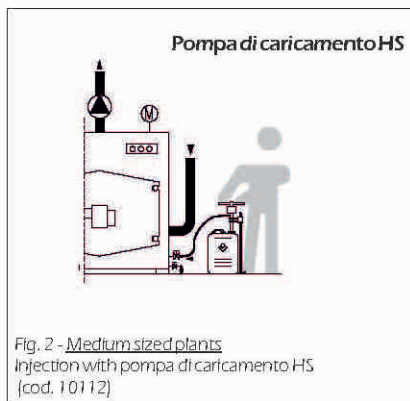 Pompa di caricamento HS
M
Fig. 2 - Medium sized plants
Injection with pompa di caricamento HS
(cod. 10112)